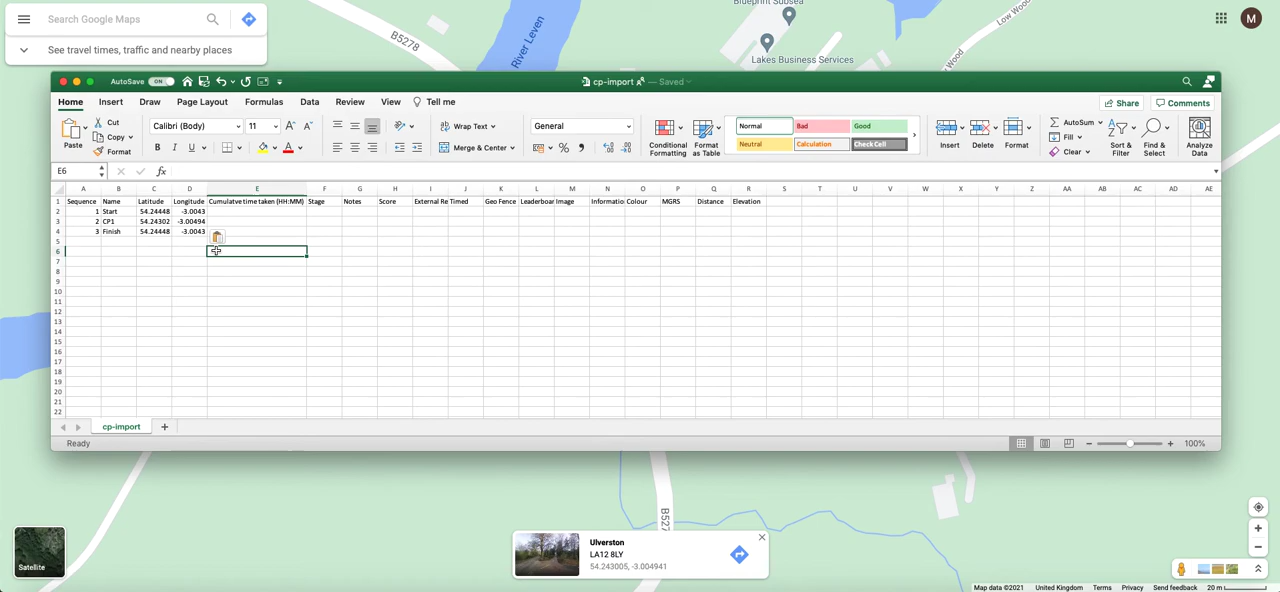 Search Google Maps
See travel times, traffic and nearby places
B5278
River Leven
Blueprint Subsea
Lakes Business Services
Low Wood
M
AutoSave ON
cp-import — Saved
Home Insert Draw Page Layout Formulas Data Review View Tell me
Share Comments
Paste
Cut
Copy
Format
Calibri (Body) 11
B I U
Wrap Text
Merge & Center
General
Conditional Formatting
Format as Table
Normal Bad Good
Neutral Calculation Check Cell
Insert Delete Format
AutoSum
Fill
Clear
Sort & Filter
Find & Select
Analyze Data
E6 fx
A B C D E F G H I J K L M N O P Q R S T U V W X Y Z AA AB AC AD AE
1 Sequence Name Latitude Longitude Cumulatve time taken (HH:MM) Stage Notes Score External Re Timed Geo Fence Leaderboar Image Informatio Colour MGRS Distance Elevation
2 1 Start 54.24448 -3.0043
3 2 CP1 54.24302 -3.00494
4 3 Finish 54.24448 -3.0043
5
6
7
8
9
10
11
12
13
14
15
16
17
18
19
20
21
22
cp-import
Ready
100%
B527
Satellite
Ulverston
LA12 8LY
54.243005, -3.004941
Map data ©2021 United Kingdom Terms Privacy Send feedback 20 m